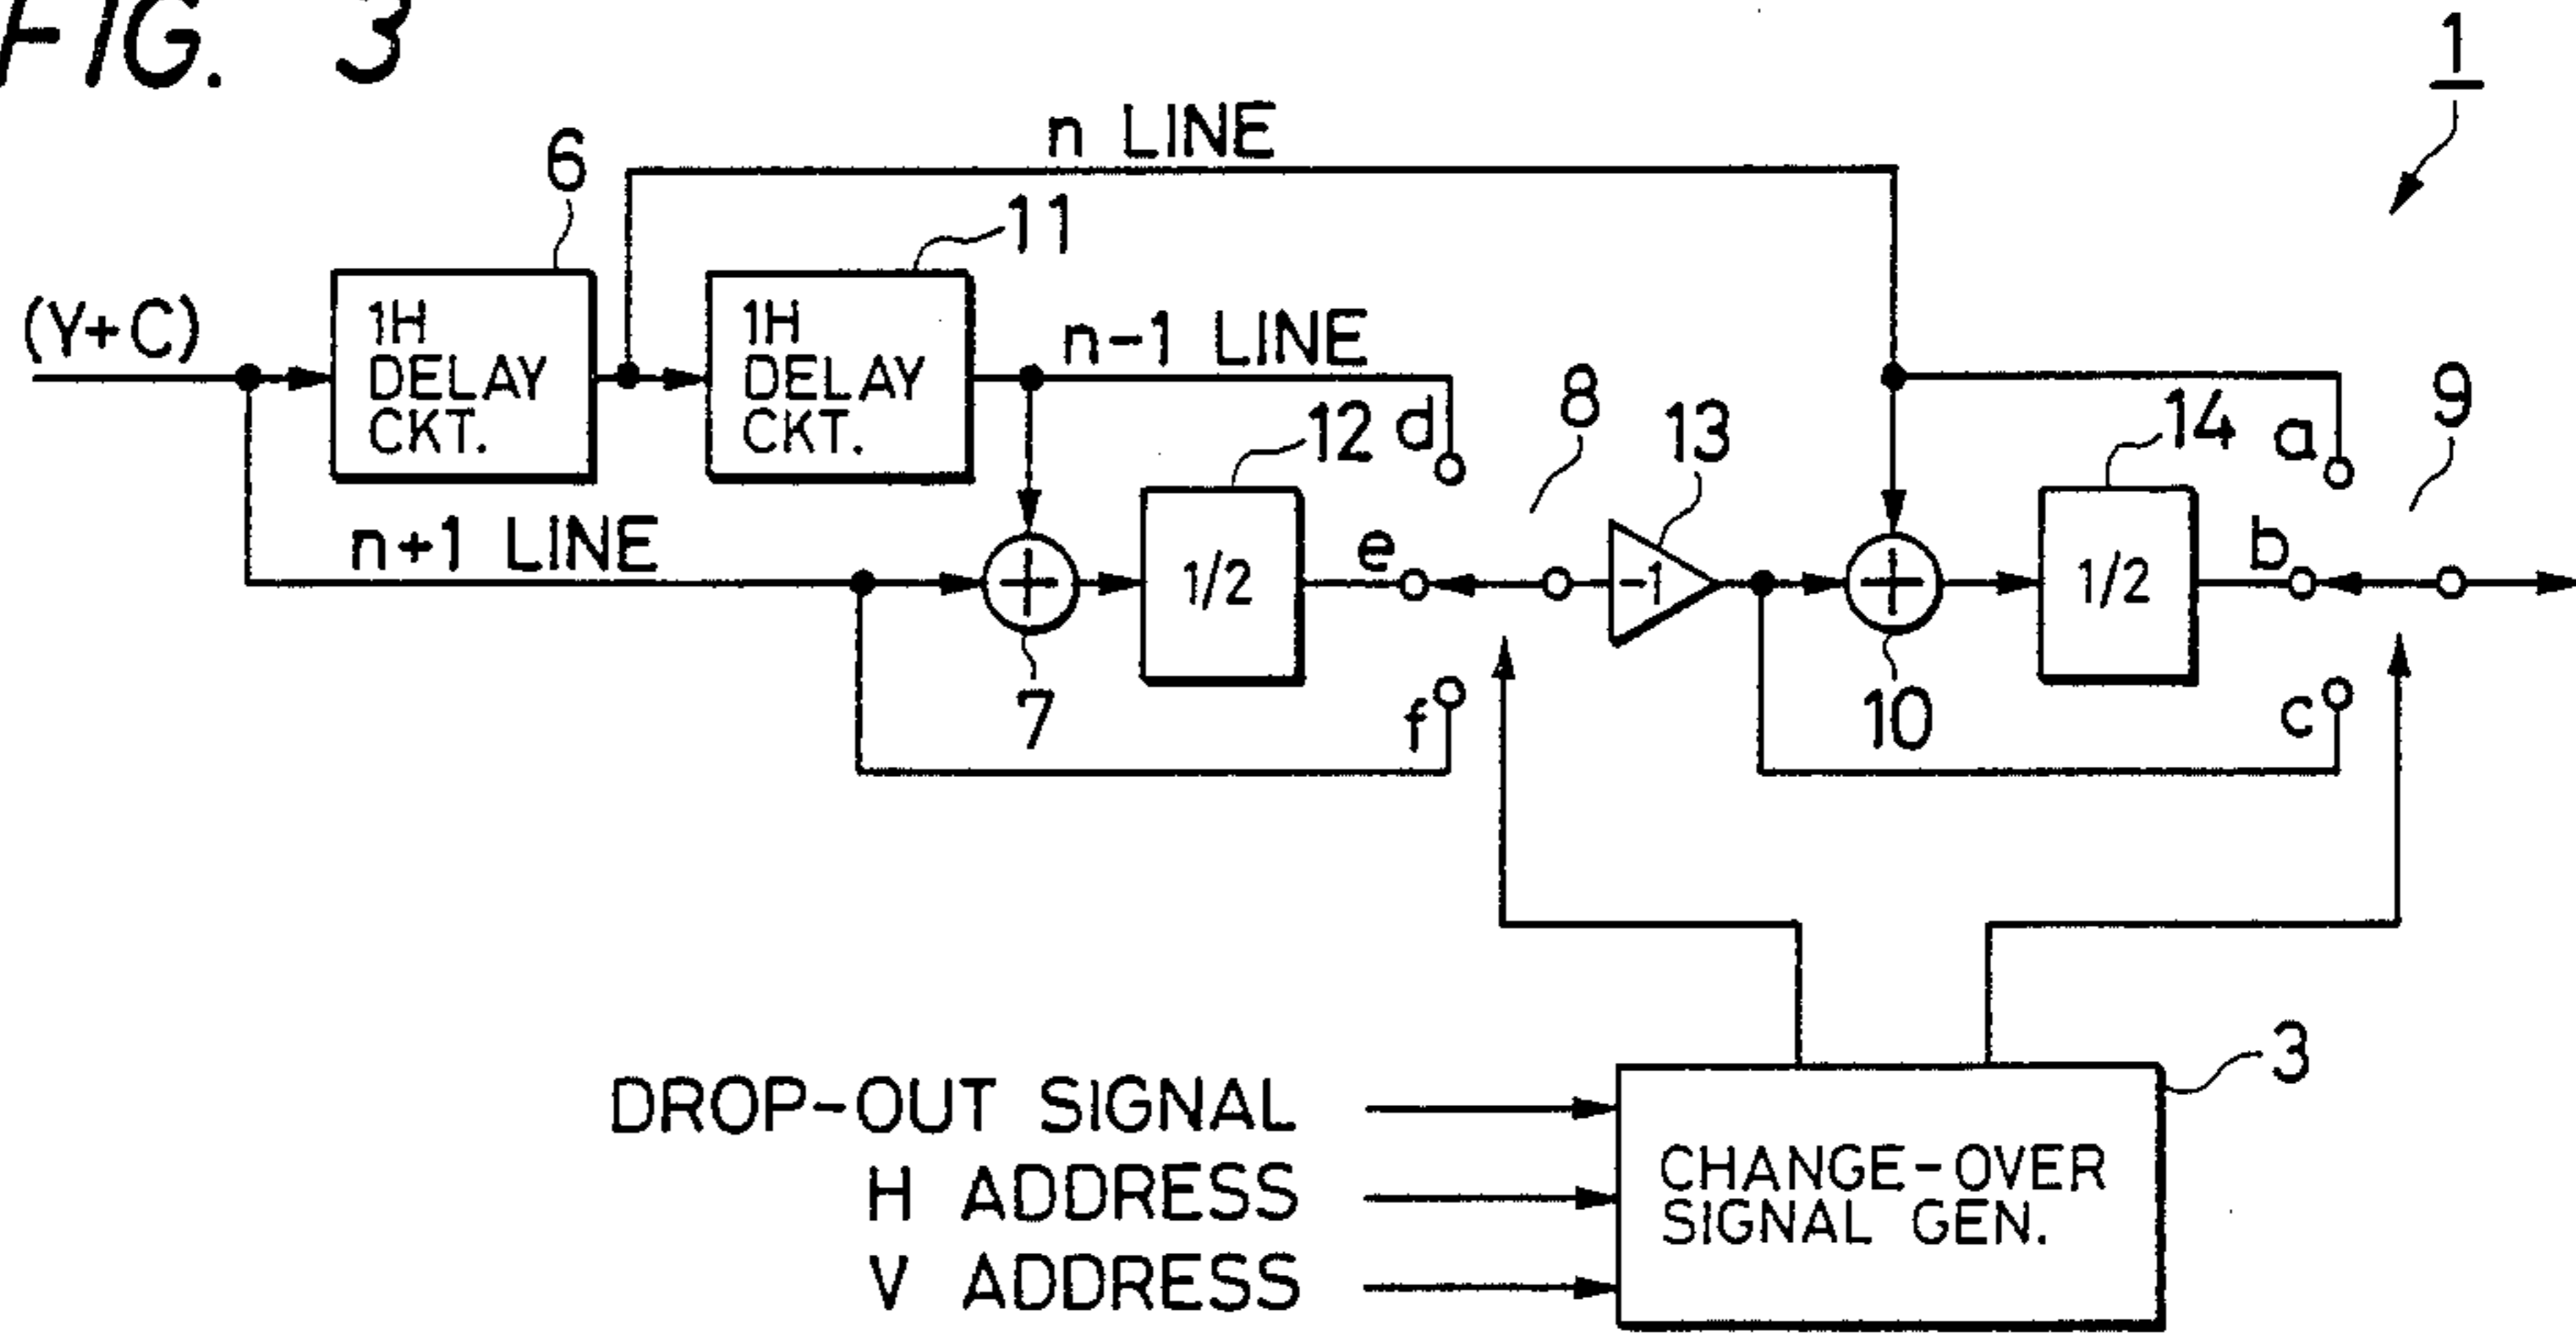 FIG. 3
1
n LINE
6
11
(Y+C)
1H
DELAY
CKT.
1H
DELAY
CKT.
n-1 LINE
12
d
8
13
14
a
9
n+1 LINE
+
1/2
e
-1
+
1/2
b
7
f
10
c
3
DROP-OUT SIGNAL
H ADDRESS
V ADDRESS
CHANGE-OVER
SIGNAL GEN.